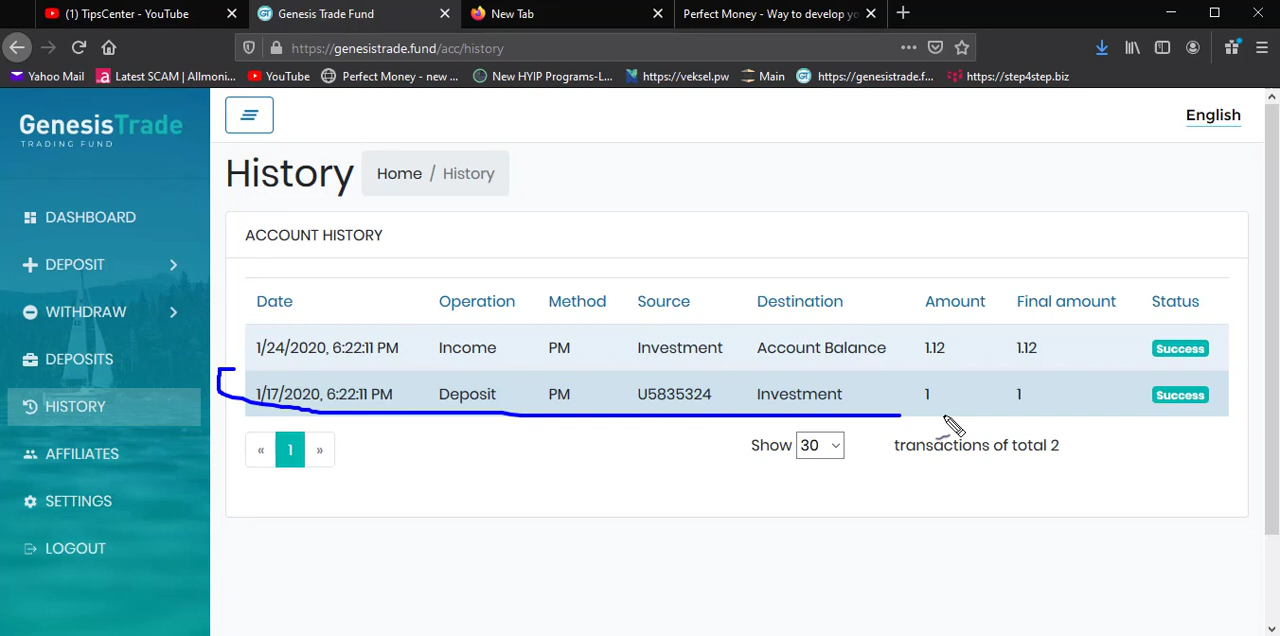 (1) TipsCenter - YouTube
Genesis Trade Fund
New Tab
Perfect Money - Way to develop yo
https://genesistrade.fund/acc/history
Yahoo Mail
Latest SCAM | Allmoni...
YouTube
Perfect Money - new ...
New HYIP Programs-L...
https://veksel.pw
Main
https://genesistrade.f...
https://step4step.biz
GenesisTrade
TRADING FUND
English
History
Home / History
DASHBOARD
DEPOSIT
WITHDRAW
DEPOSITS
HISTORY
AFFILIATES
SETTINGS
LOGOUT
ACCOUNT HISTORY
Date Operation Method Source Destination Amount Final amount Status
1/24/2020, 6:22:11 PM Income PM Investment Account Balance 1.12 1.12 Success
1/17/2020, 6:22:11 PM Deposit PM U5835324 Investment 1 1 Success
« 1 » Show 30 transactions of total 2